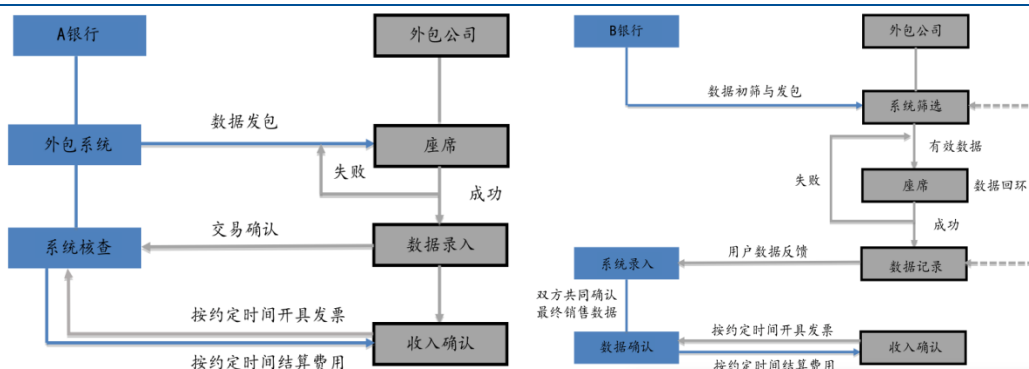 A银行
外包公司
数据发包
外包系统
座席
失败
成功
交易确认
系统核查
数据录入
按约定时间开具发票
收入确认
按约定时间结算费用
B银行
外包公司
数据初筛与发包
系统筛选
有效数据
失败
座席
数据回环
成功
用户数据反馈
系统录入
数据记录
双方共同确认
最终销售数据
按约定时间开具发票
数据确认
收入确认
按约定时间结算费用